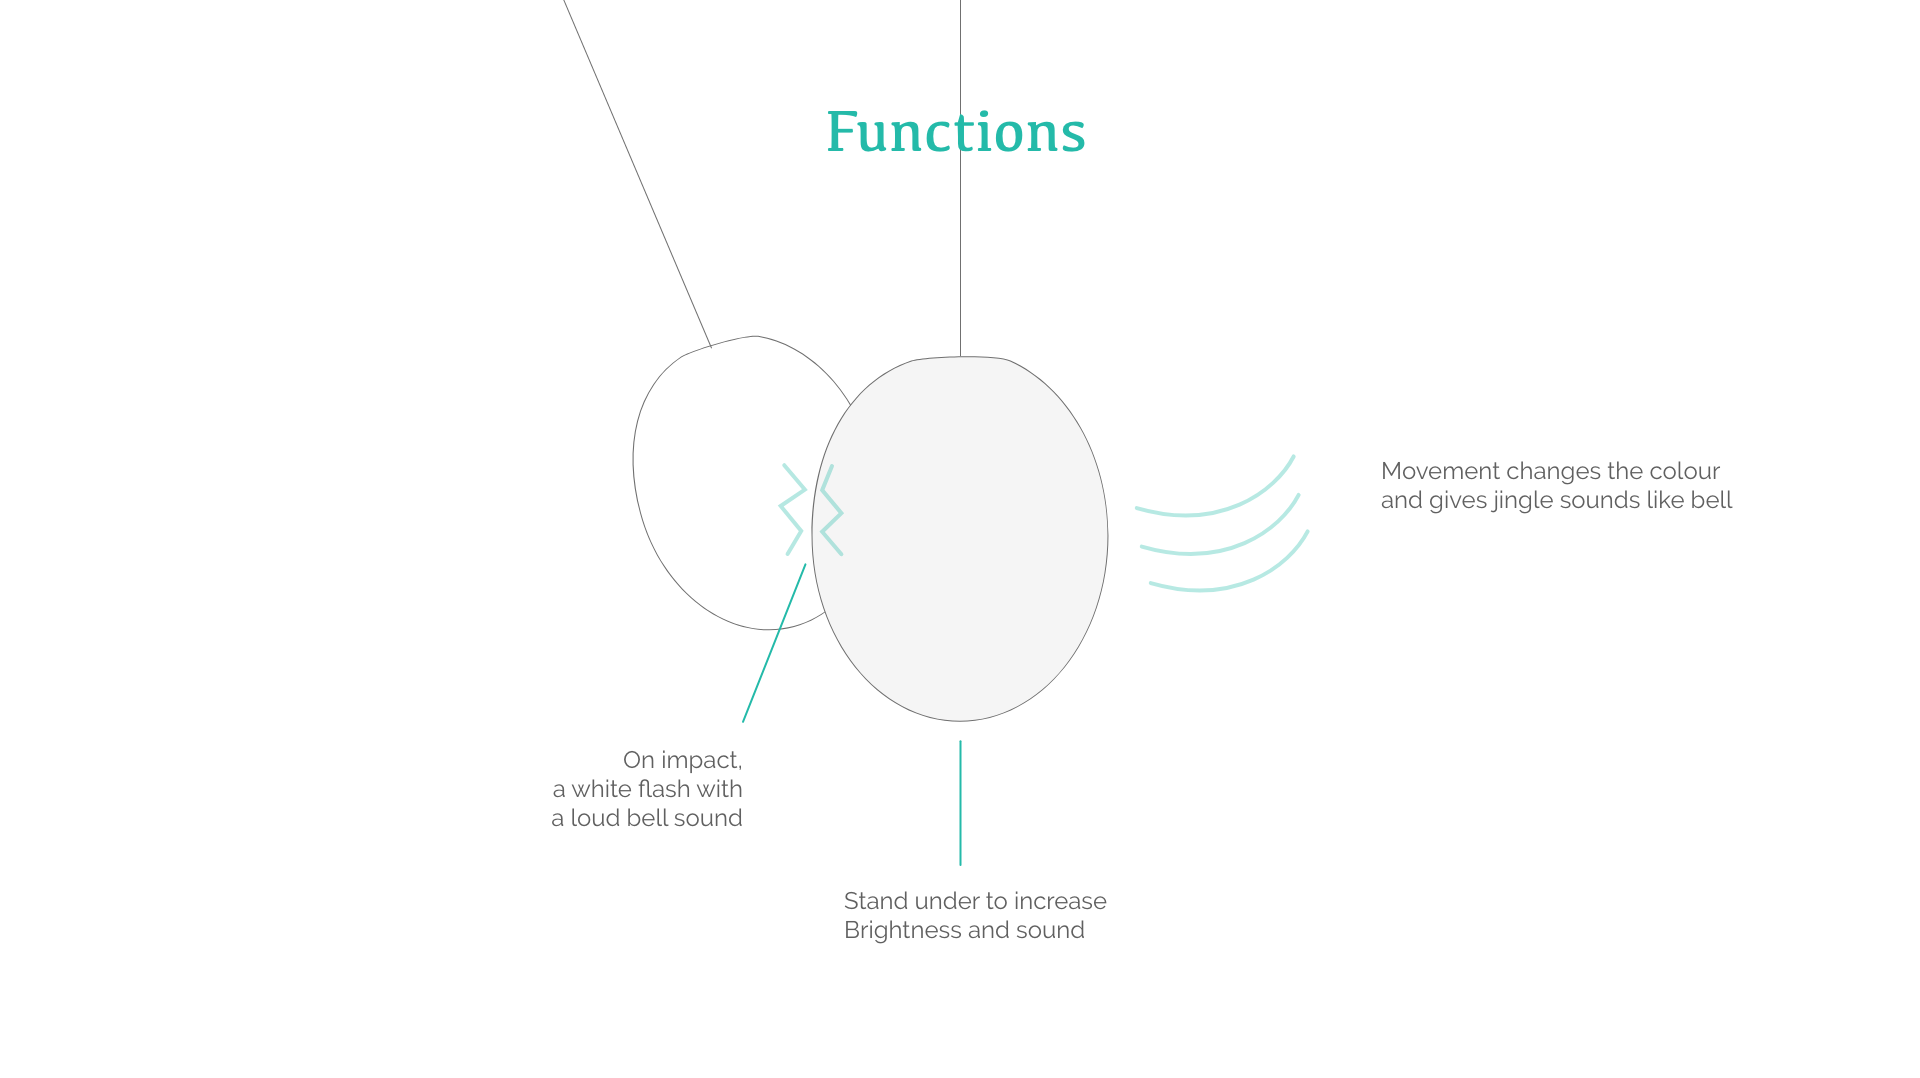 Functions
Movement changes the colour
and gives jingle sounds like bell
On impact,
a white flash with
a loud bell sound
Stand under to increase
Brightness and sound